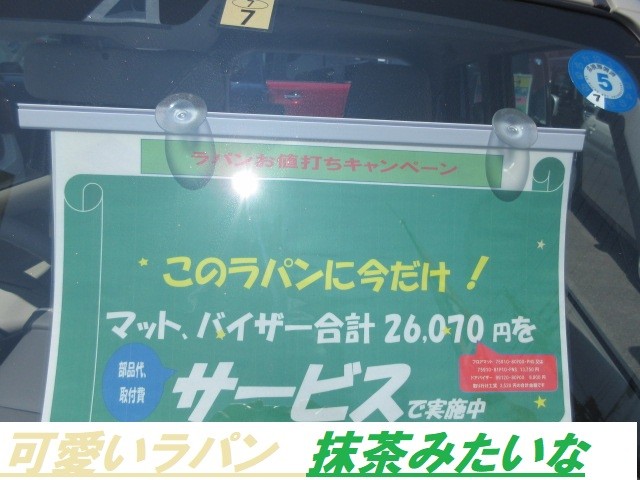 7
7
5
7
ラパンお値打ちキャンペーン
このラパンに今だけ!
マット、バイザー合計 26,070 円を
部品代、
取付費
サービスで実施中
可愛いラパン 抹茶みたいな